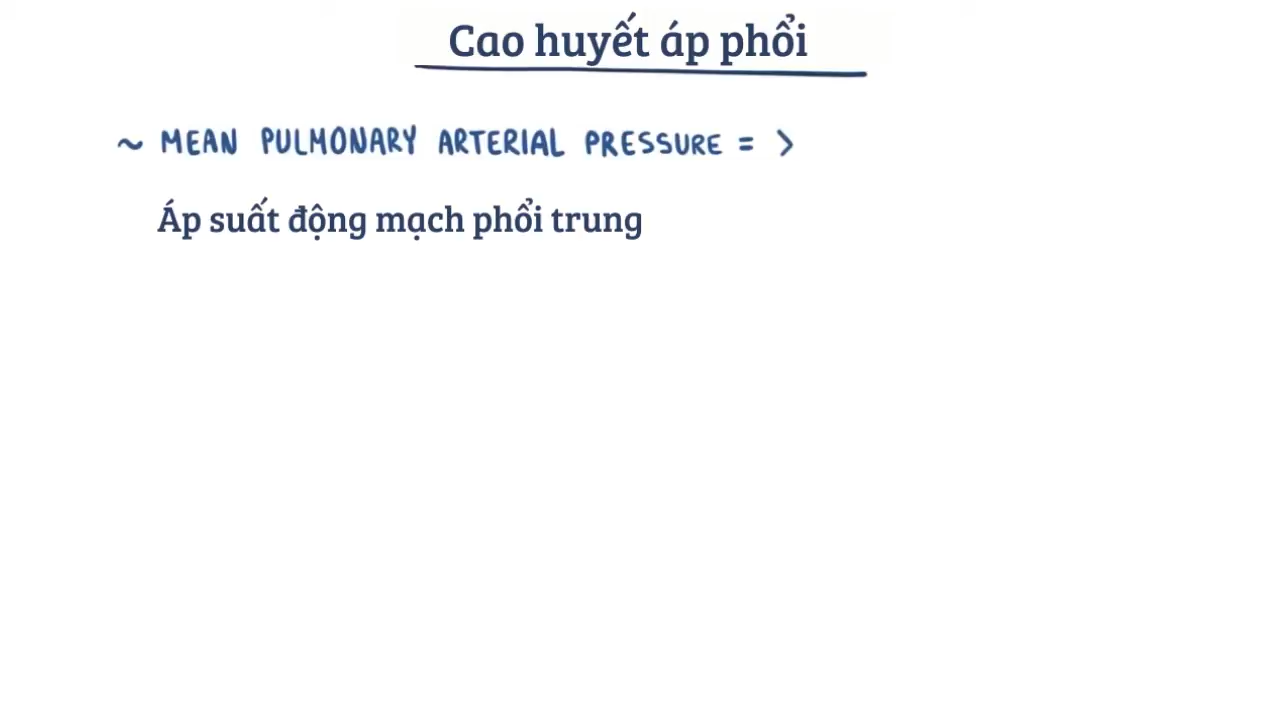 Cao huyết áp phổi
~ MEAN PULMONARY ARTERIAL PRESSURE = >
Áp suất động mạch phổi trung